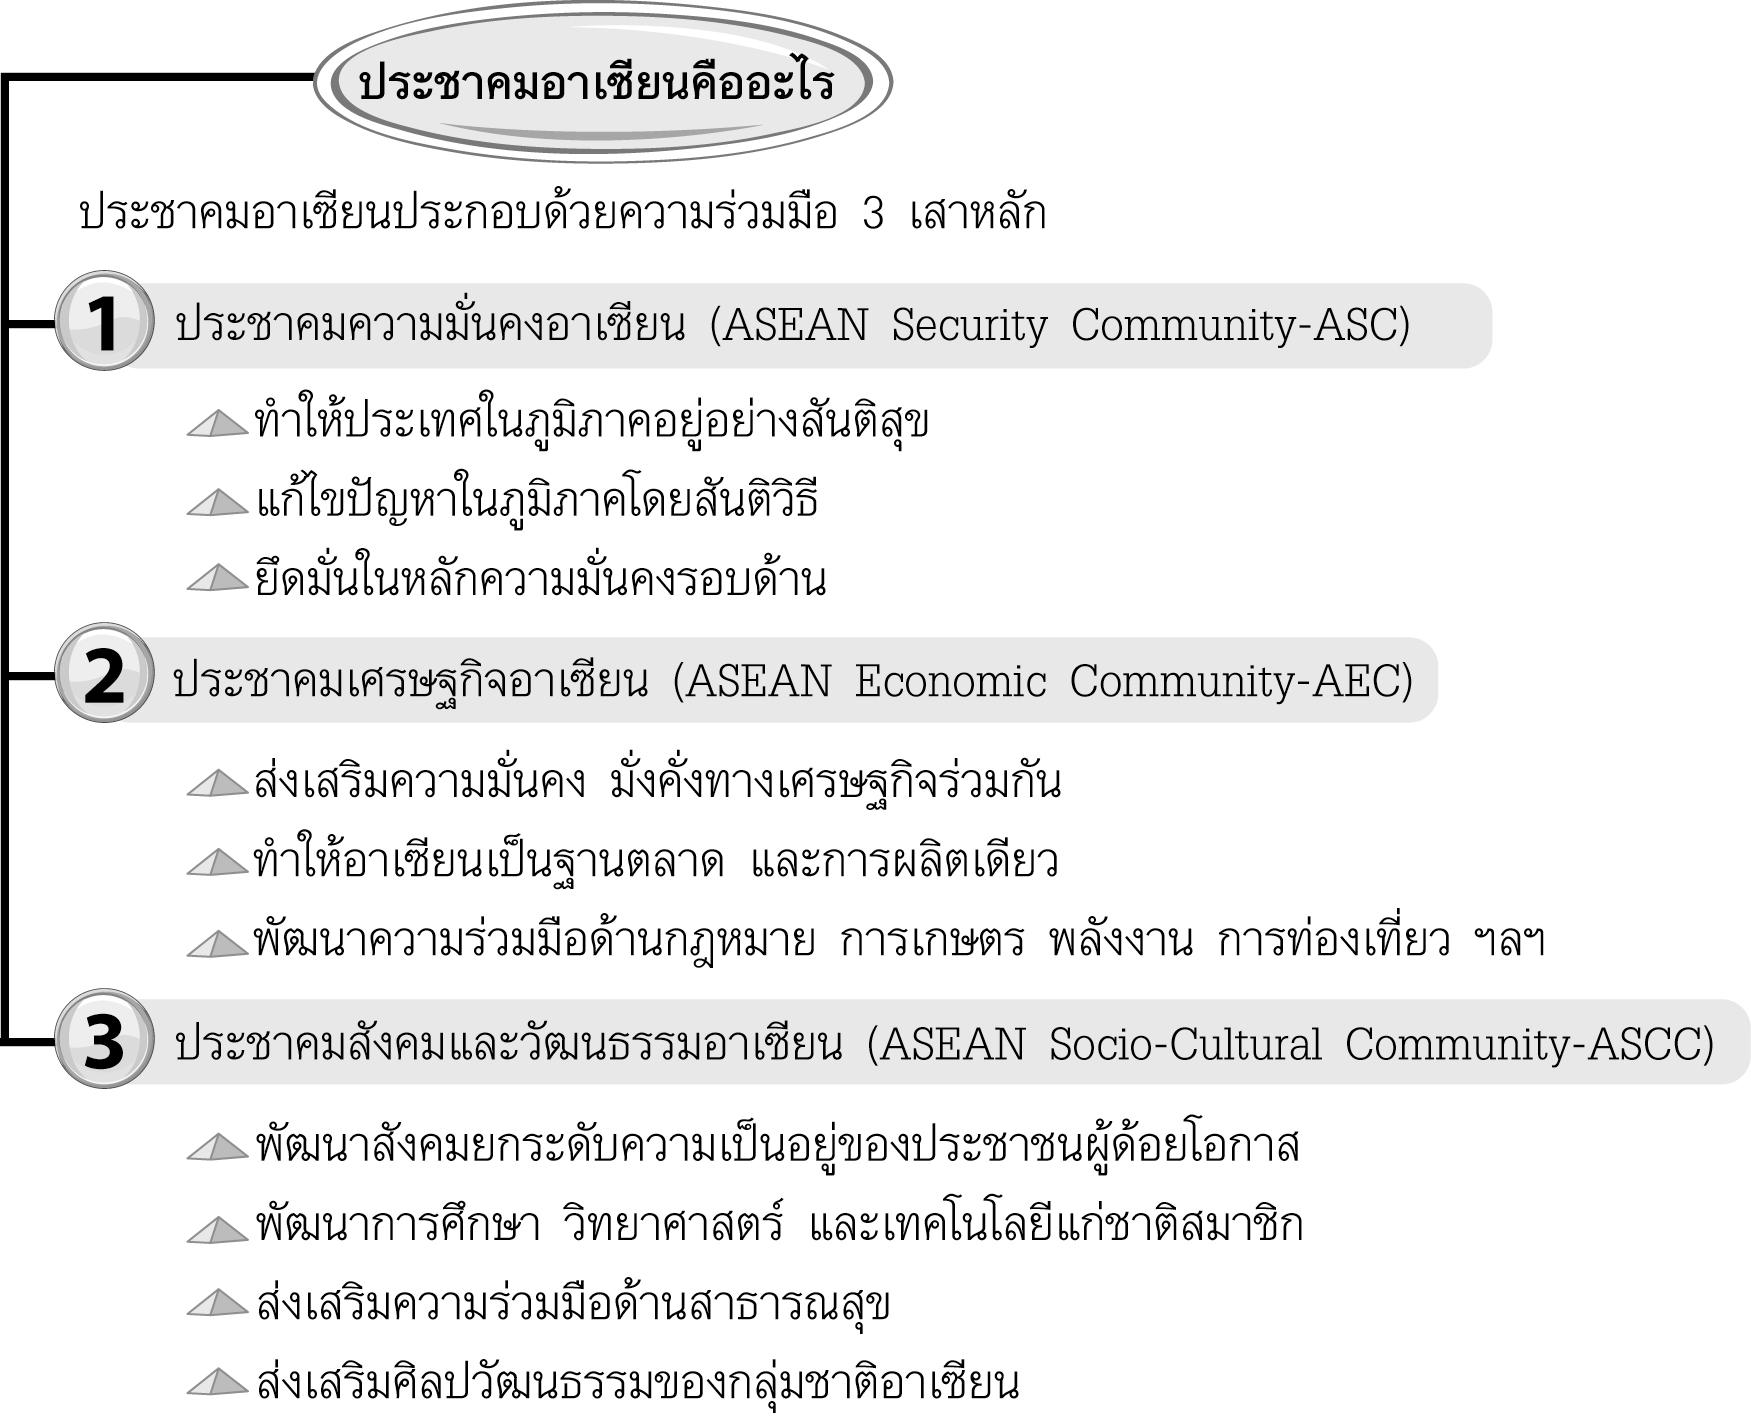 ประชาคมอาเซียนคืออะไร
ประชาคมอาเซียนประกอบด้วยความร่วมมือ 3 เสาหลัก
1 ประชาคมความมั่นคงอาเซียน (ASEAN Security Community-ASC)
ทำให้ประเทศในภูมิภาคอยู่อย่างสันติสุข
แก้ไขปัญหาในภูมิภาคโดยสันติวิธี
ยึดมั่นในหลักความมั่นคงรอบด้าน
2 ประชาคมเศรษฐกิจอาเซียน (ASEAN Economic Community-AEC)
ส่งเสริมความมั่นคง มั่งคั่งทางเศรษฐกิจร่วมกัน
ทำให้อาเซียนเป็นฐานตลาด และการผลิตเดียว
พัฒนาความร่วมมือด้านกฎหมาย การเกษตร พลังงาน การท่องเที่ยว ฯลฯ
3 ประชาคมสังคมและวัฒนธรรมอาเซียน (ASEAN Socio-Cultural Community-ASCC)
พัฒนาสังคมยกระดับความเป็นอยู่ของประชาชนผู้ด้อยโอกาส
พัฒนาการศึกษา วิทยาศาสตร์ และเทคโนโลยีแก่ชาติสมาชิก
ส่งเสริมความร่วมมือด้านสาธารณสุข
ส่งเสริมศิลปวัฒนธรรมของกลุ่มชาติอาเซียน